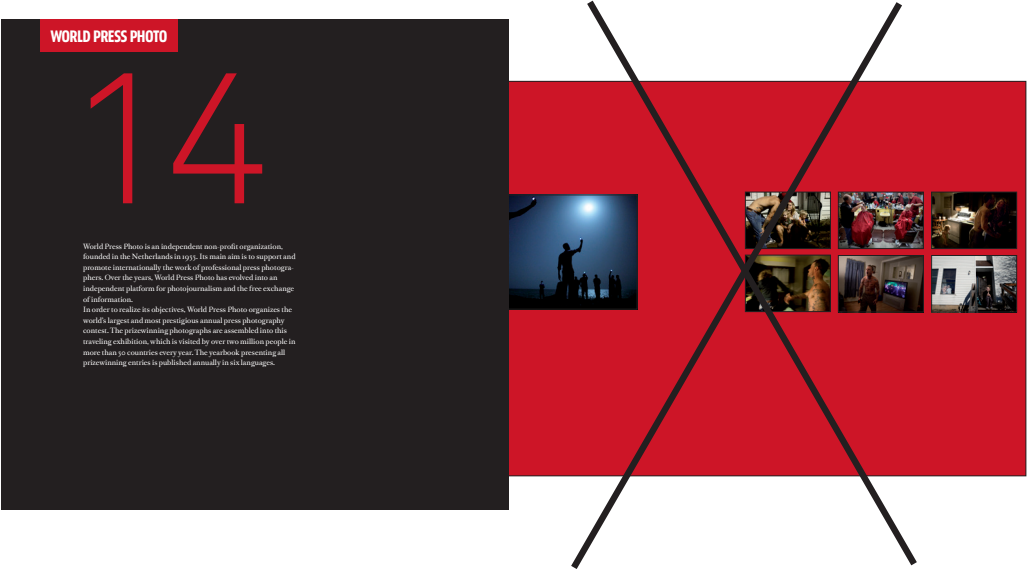 WORLD PRESS PHOTO
14
World Press Photo is an independent non-profit organization,
founded in the Netherlands in 1955. Its main aim is to support and
promote internationally the work of professional press photogra-
phers. Over the years, World Press Photo has evolved into an
independent platform for photojournalism and the free exchange
of information.
In order to realize its objectives, World Press Photo organizes the
world's largest and most prestigious annual press photography
contest. The prizewinning photographs are assembled into this
traveling exhibition, which is visited by over two million people in
more than 50 countries every year. The yearbook presenting all
prizewinning entries is published annually in six languages.